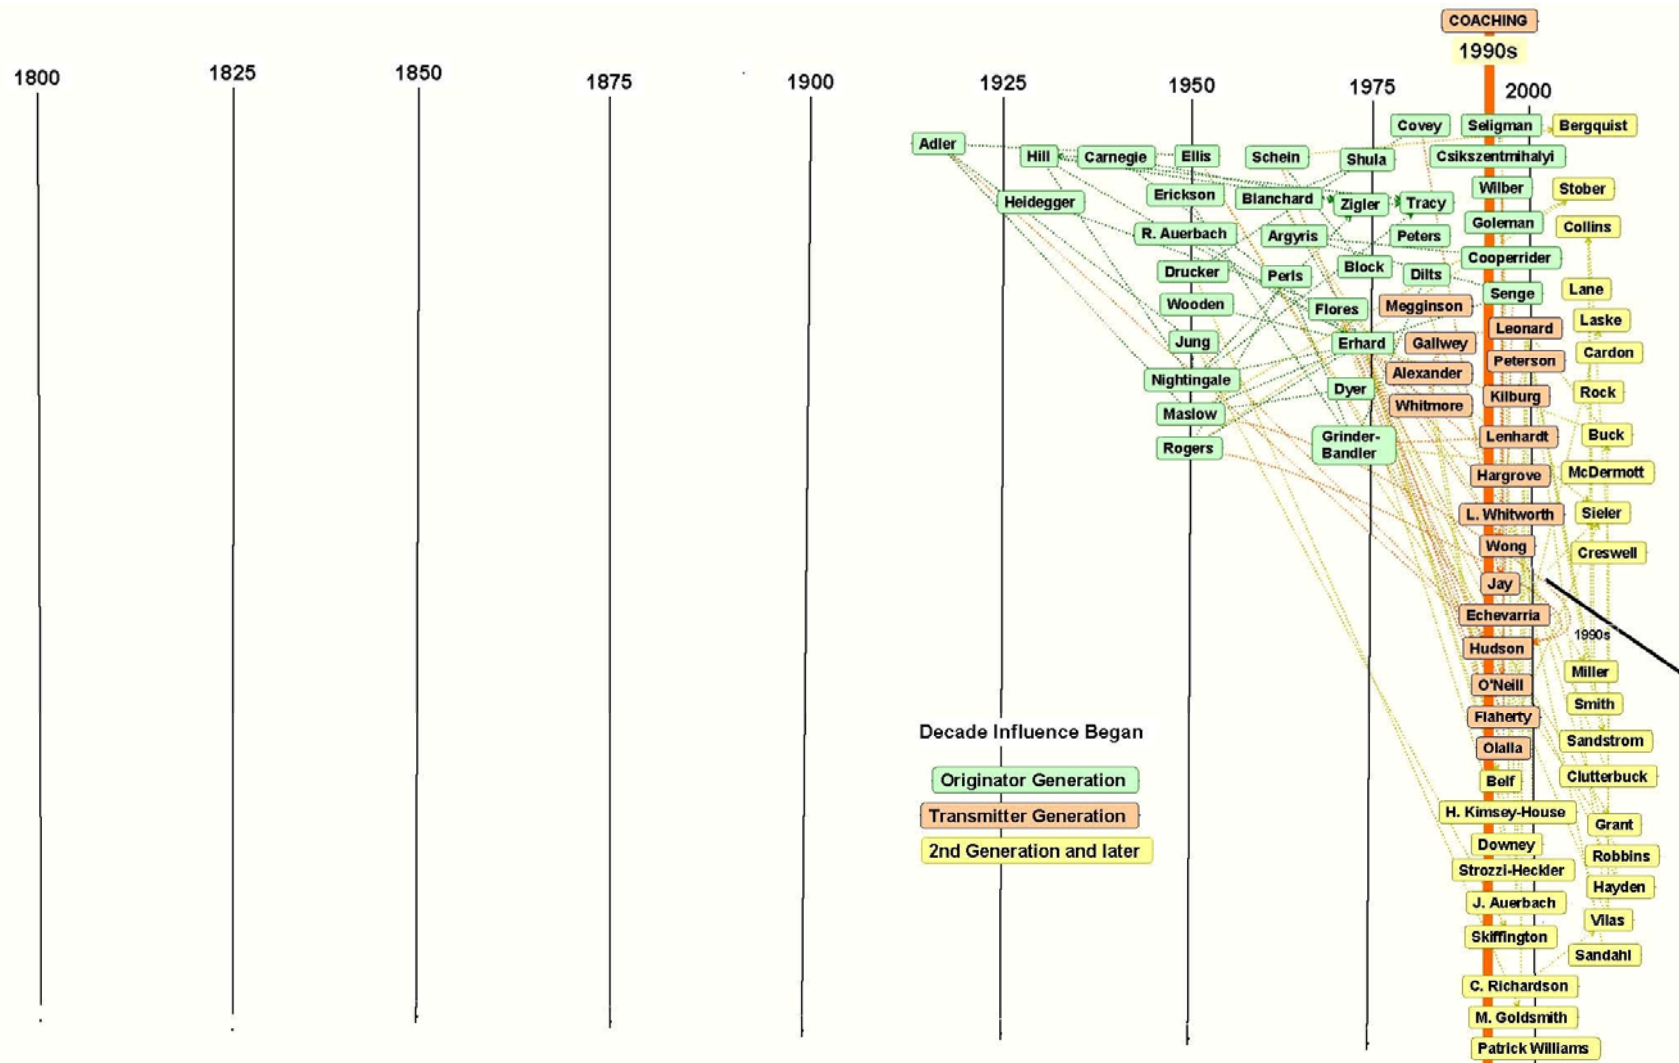 COACHING
1990s
1800
1825
1850
1875
1900
1925
1950
1975
2000
Adler
Hill
Carnegie
Ellis
Schein
Shula
Covey
Seligman
Bergquist
Csikszentmihalyi
Heidegger
Erickson
Blanchard
Zigler
Tracy
Wilber
Stober
R. Auerbach
Argyris
Peters
Goleman
Collins
Drucker
Perls
Block
Dilts
Cooperrider
Wooden
Flores
Megginson
Senge
Lane
Jung
Erhard
Gallwey
Leonard
Laske
Nightingale
Dyer
Alexander
Peterson
Cardon
Maslow
Whitmore
Kilburg
Rock
Rogers
Grinder-
Bandler
Lenhardt
Buck
Hargrove
McDermott
L. Whitworth
Sieler
Wong
Creswell
Jay
Echevarria
1990s
Hudson
Miller
O'Neill
Smith
Flaherty
Sandstrom
Olalla
Clutterbuck
Belf
H. Kimsey-House
Grant
Downey
Robbins
Strozzi-Heckler
Hayden
J. Auerbach
Vilas
Skiffington
Sandahl
C. Richardson
M. Goldsmith
Patrick Williams
Decade Influence Began
Originator Generation
Transmitter Generation
2nd Generation and later